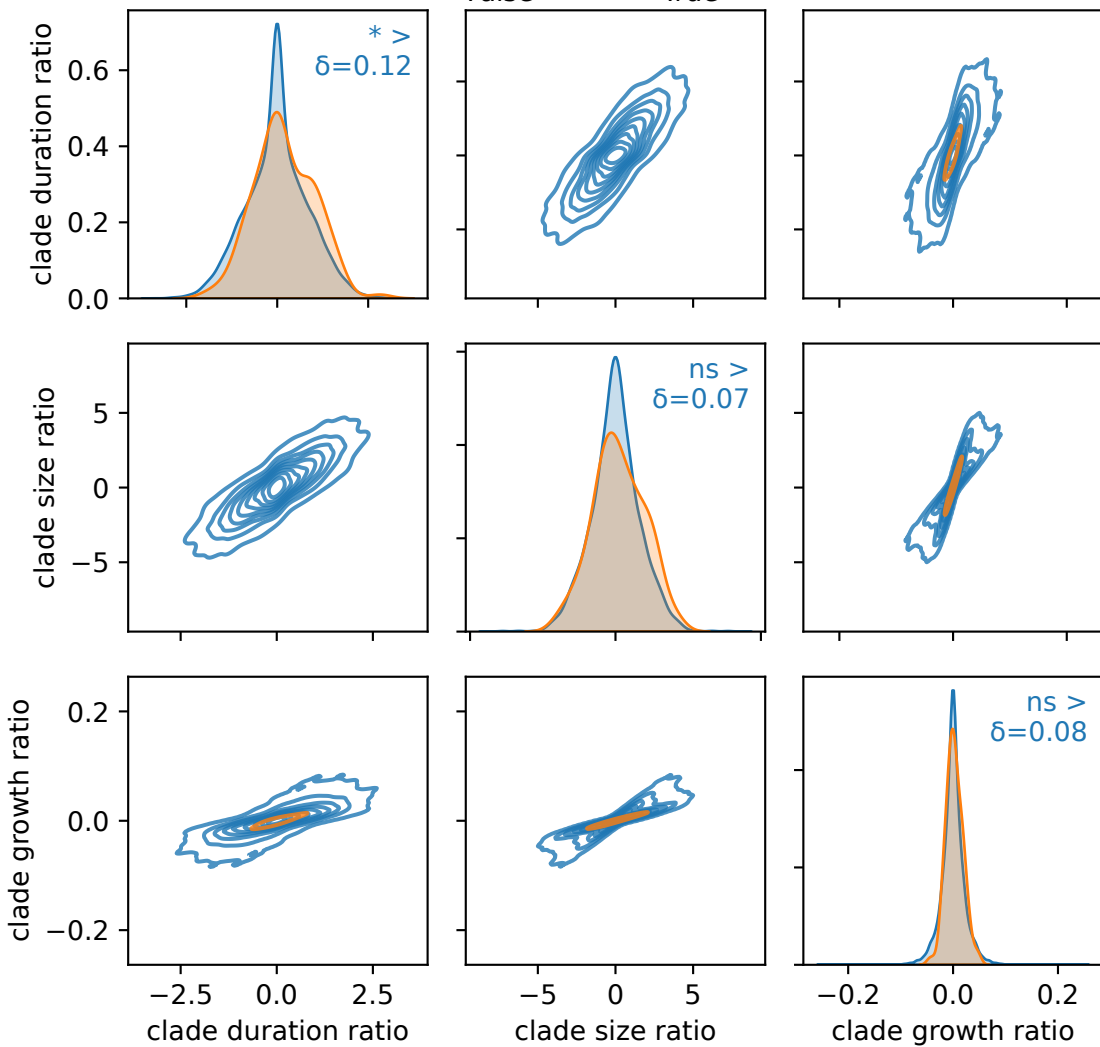 clade duration ratio
0.6
0.4
0.2
0.0
* >
δ=0.12
clade size ratio
5
0
−5
ns >
δ=0.07
clade growth ratio
0.2
0.0
−0.2
ns >
δ=0.08
−2.5 0.0 2.5
−5 0 5
−0.2 0.0 0.2
clade duration ratio
clade size ratio
clade growth ratio